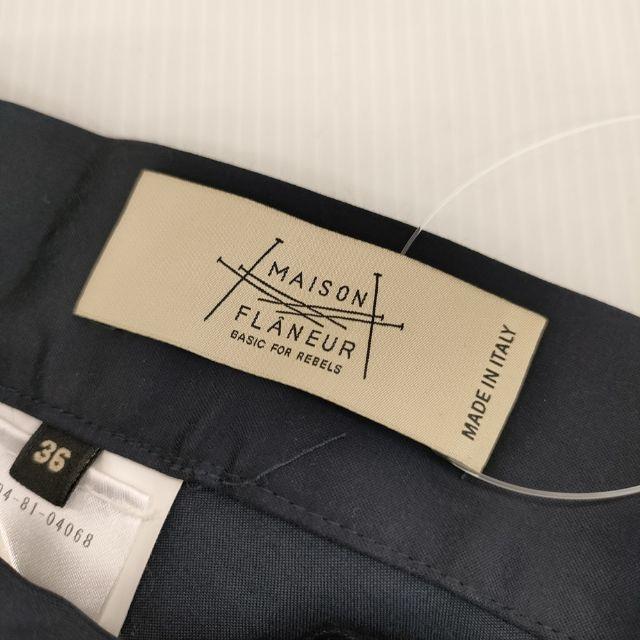 MAISON
FLÂNEUR
BASIC FOR REBELS
MADE IN ITALY
36
04-81-04068